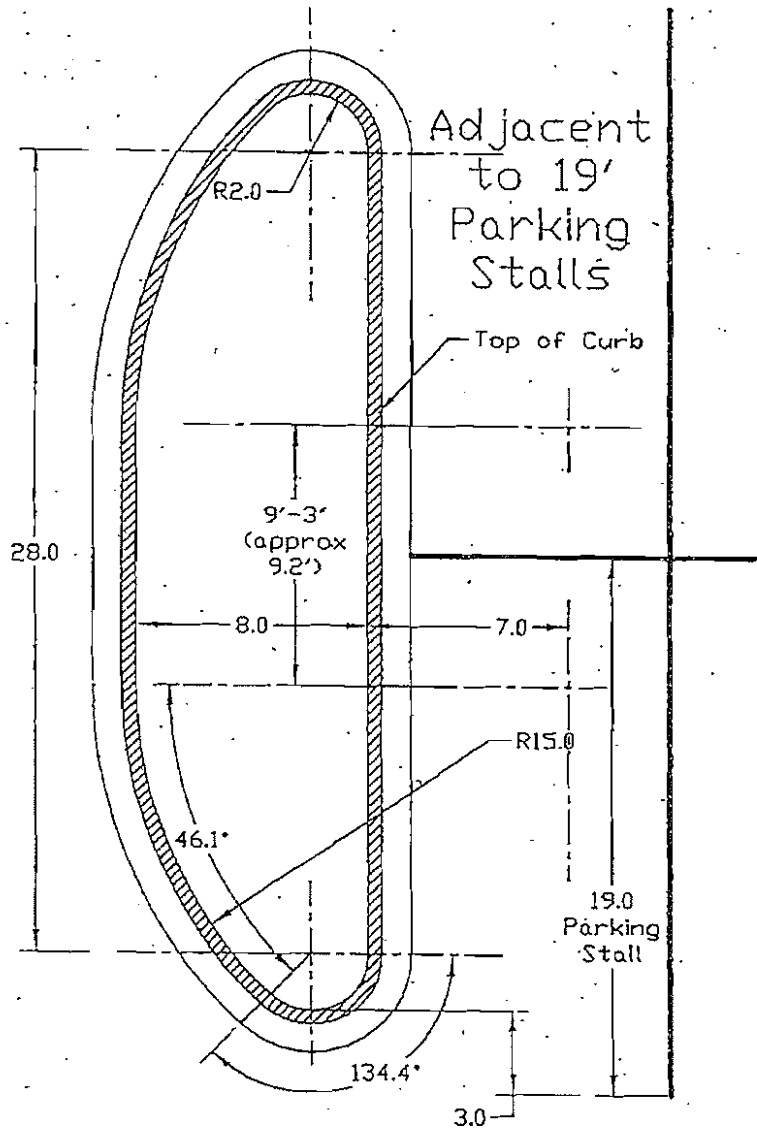 Adjacent
to 19'
Parking
Stalls
R2.0
Top of Curb
9'-3"
(approx
9.2')
28.0
8.0
7.0
R15.0
46.1°
19.0
Parking
Stall
134.4°
3.0